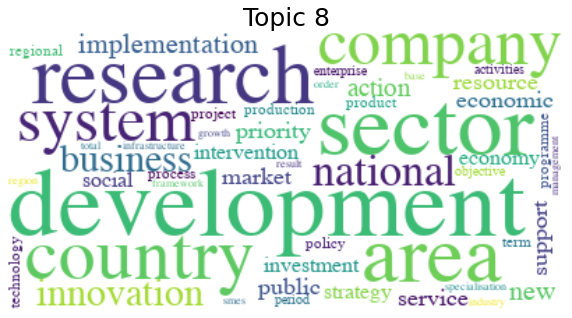 Topic 8
regional
implementation
company
research
enterprise
base
activities
order
action
resource
product
economic
system
project
production
sector
growth
priority
total
infrastructure
business
intervention
economy
programme
management
result
process
national
objective
region
social
framework
market
development
country
area
policy
term
support
technology
investment
innovation
public
strategy
specialisation
new
period
service
smes
industry